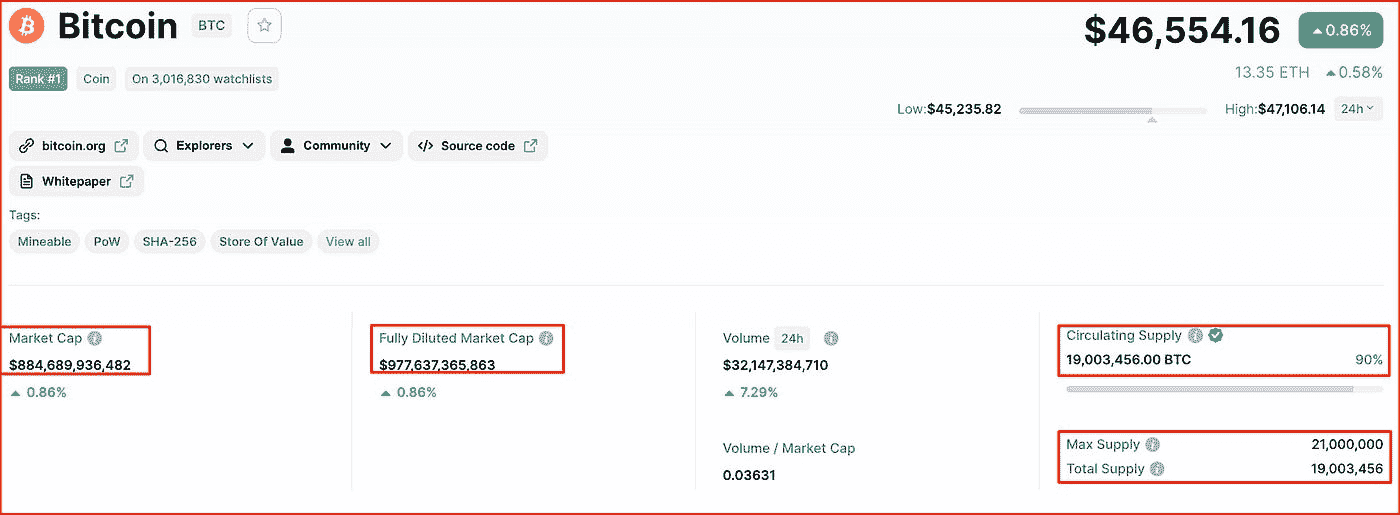 Bitcoin BTC
$46,554.16 0.86%
Rank #1 Coin On 3,016,830 watchlists
13.35 ETH 0.58%
Low:$45,235.82 High:$47,106.14 24h
bitcoin.org Explorers Community Source code
Whitepaper
Tags:
Mineable PoW SHA-256 Store Of Value View all
Market Cap
$884,689,936,482
0.86%
Fully Diluted Market Cap
$977,637,365,863
0.86%
Volume 24h
$32,147,384,710
7.29%
Volume / Market Cap
0.03631
Circulating Supply
19,003,456.00 BTC 90%
Max Supply 21,000,000
Total Supply 19,003,456